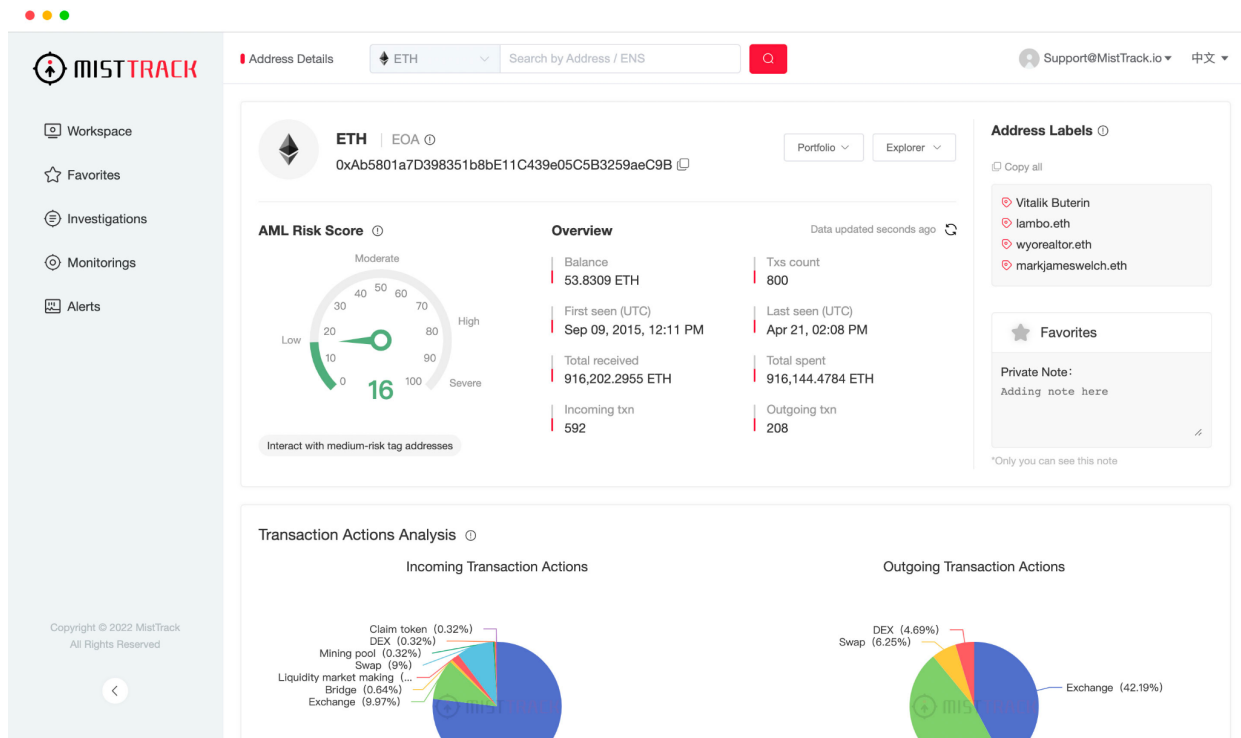 MISTTRACK
Address Details
ETH
Search by Address / ENS
Support@MistTrack.io
中文
Workspace
Favorites
Investigations
Monitorings
Alerts
Copyright © 2022 MistTrack
All Rights Reserved
ETH | EOA
0xAb5801a7D398351b8bE11C439e05C5B3259aeC9B
Portfolio
Explorer
AML Risk Score
Moderate
50
40
60
30
70
High
20
80
Low
10
90
0
100
Severe
16
Interact with medium-risk tag addresses
Overview
Data updated seconds ago
Balance
53.8309 ETH
Txs count
800
First seen (UTC)
Sep 09, 2015, 12:11 PM
Last seen (UTC)
Apr 21, 02:08 PM
Total received
916,202.2955 ETH
Total spent
916,144.4784 ETH
Incoming txn
592
Outgoing txn
208
Address Labels
Copy all
Vitalik Buterin
lambo.eth
wyorealtor.eth
markjameswelch.eth
Favorites
Private Note:
Adding note here
*Only you can see this note
Transaction Actions Analysis
Incoming Transaction Actions
Claim token (0.32%)
DEX (0.32%)
Mining pool (0.32%)
Swap (9%)
Liquidity market making (...
Bridge (0.64%)
Exchange (9.97%)
MISTTRACK
Outgoing Transaction Actions
DEX (4.69%)
Swap (6.25%)
Exchange (42.19%)
MISTTRACK